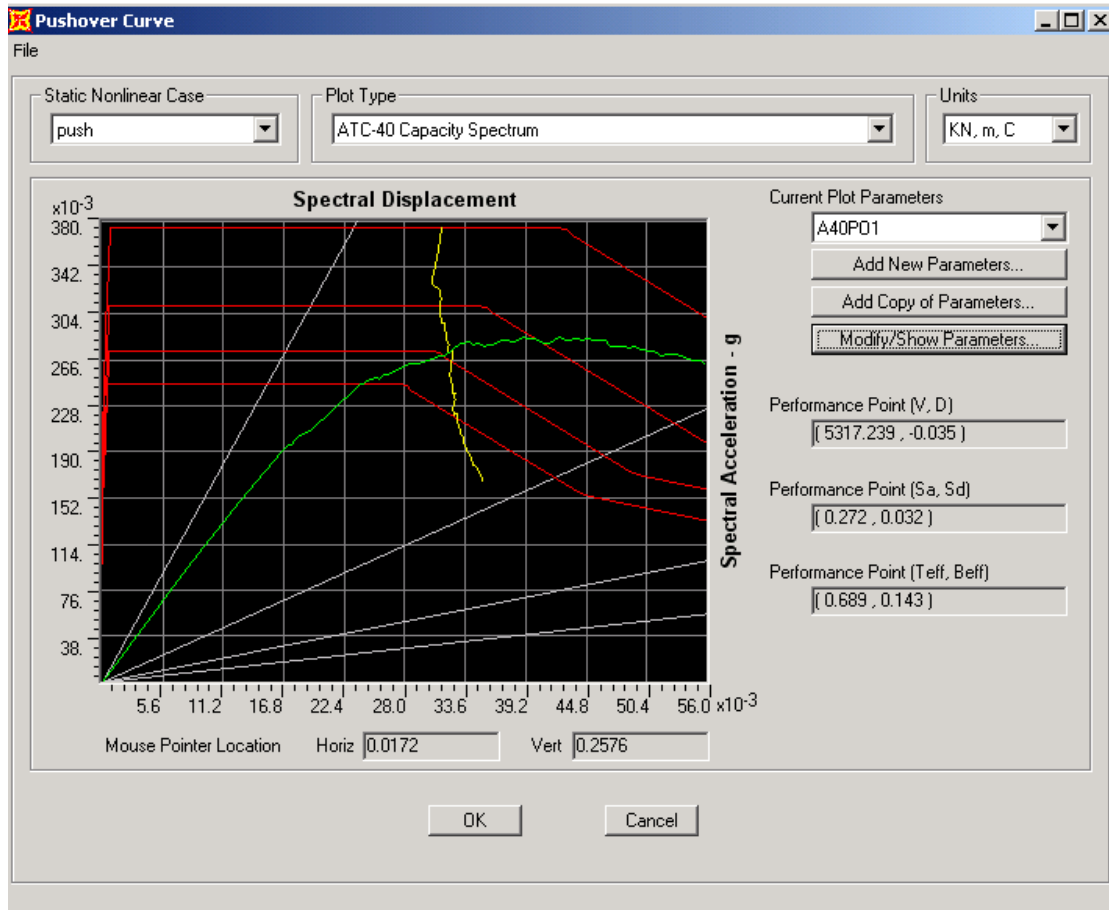 Pushover Curve
File
Static Nonlinear Case
Plot Type
Units
push
ATC-40 Capacity Spectrum
KN, m, C
Spectral Displacement
x10-3
380.
342.
304.
266.
228.
190.
152.
114.
76.
38.
5.6 11.2 16.8 22.4 28.0 33.6 39.2 44.8 50.4 56.0 x10-3
Spectral Acceleration - g
Mouse Pointer Location Horiz 0.0172 Vert 0.2576
Current Plot Parameters
A40PO1
Add New Parameters...
Add Copy of Parameters...
Modify/Show Parameters...
Performance Point (V, D)
( 5317.239 , -0.035 )
Performance Point (Sa, Sd)
( 0.272 , 0.032 )
Performance Point (Teff, Beff)
( 0.689 , 0.143 )
OK
Cancel